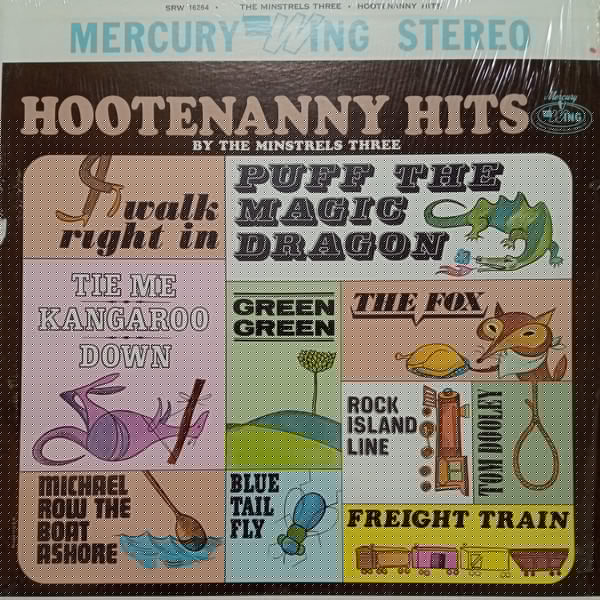 SRW 16264 • THE MINSTRELS THREE • HOOTENANNY HITS
MERCURY WING STEREO
HOOTENANNY HITS
Mercury
WING
BY THE MINSTRELS THREE
walk
right in
PUFF THE
MAGIC
DRAGON
TIE ME
KANGAROO
DOWN
GREEN
GREEN
THE FOX
ROCK
ISLAND
LINE
TOM DOOLEY
MICHAEL
ROW THE
BOAT
ASHORE
BLUE
TAIL
FLY
FREIGHT TRAIN